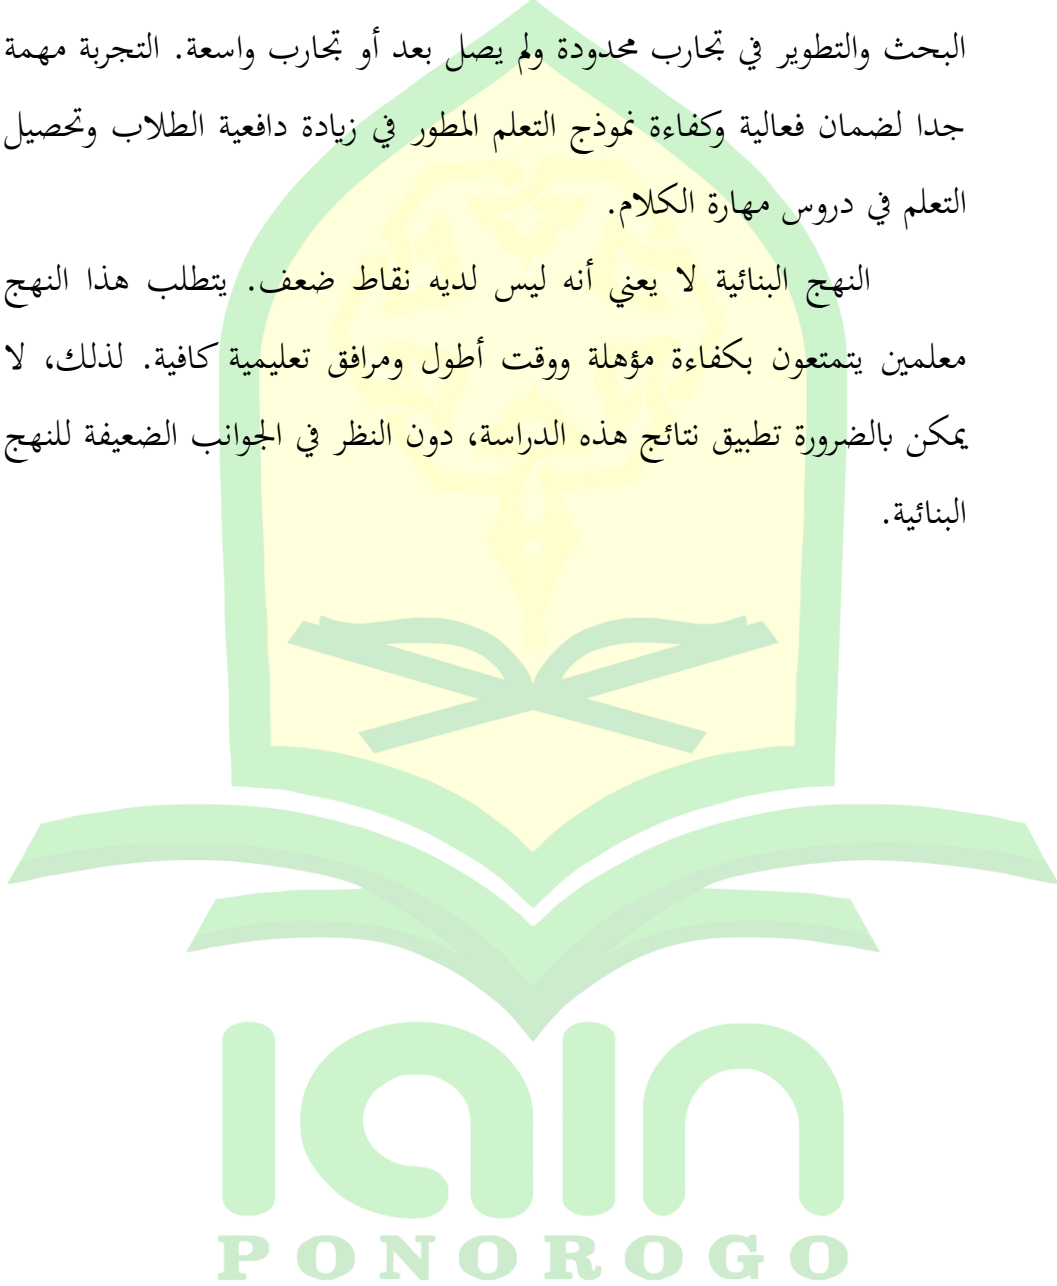 البحث والتطوير في تجارب محدودة ولم يصل بعد أو تجارب واسعة. التجربة مهمة
جدا لضمان فعالية وكفاءة نموذج التعلم المطور في زيادة دافعية الطلاب وتحصيل
التعلم في دروس مهارة الكلام.
النهج البنائية لا يعني أنه ليس لديه نقاط ضعف. يتطلب هذا النهج
معلمين يتمتعون بكفاءة مؤهلة ووقت أطول ومرافق تعليمية كافية. لذلك، لا
يمكن بالضرورة تطبيق نتائج هذه الدراسة، دون النظر في الجوانب الضعيفة للنهج
البنائية.
iain
PONOROGO